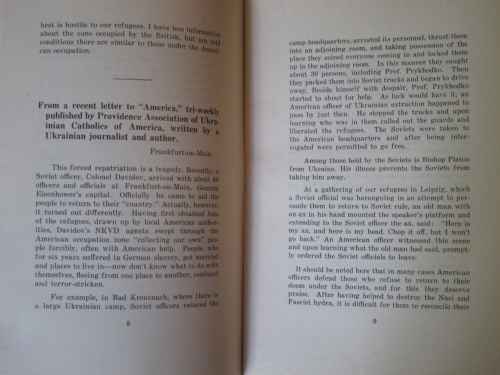 best is hostile to our refugees. I have less information
about the zone occupied by the British, but am told
conditions there are similar to those under the Ameri-
can occupation.
From a recent letter to "America," tri-weekly
published by Providence Association of Ukra-
inian Catholics of America, written by a
Ukrainian journalist and author.
Frankfurt-on-Main.
This forced repatriation is a tragedy. Recently, a
Soviet officer, Colonel Davidov, arrived with about 60
officers and officials at Frankfurt-on-Main, General
Eisenhower's capital. Officially he came to aid the
people to return to their "country." Actually, however,
it turned out differently. Having first obtained lists
of the refugees, drawn up by local American autho-
ities, Davidov's NKVD agents swept through the
American occupation zone "collecting our own" peo-
ple forcibly, often with American help. People, who
for six years suffered in German slavery, got married
and places to live in—now don't know what to do with
themselves, fleeing from one place to another, confused
and terror-stricken.
For example, in Bad Kreuznach, where there is
a large Ukrainian camp, Soviet officers entered the
8
camp headquarters, arrested its personnel, thrust them
into an adjoining room, and taking possession of the
place they seized everyone coming in and locked them
up in the adjoining room. In this manner they caught
about 30 persons, including Prof. Prykhodko. Then
they packed them into Soviet trucks and began to drive
away. Beside himself with despair, Prof. Prykhodko
started to shout for help. As luck would have it, an
American officer of Ukrainian extraction happened to
pass by just then. He stopped the trucks and upon
learning who was in them called out the guards and
liberated the refugees. The Soviets were taken to
the American headquarters and after being inter-
rogated were permitted to go free.
Among those held by the Soviets is Bishop Platon
from Ukraine. His illness prevents the Soviets from
taking him away.
At a gathering of our refugees in Leipzig, which
a Soviet official was haranguing in an attempt to per-
suade them to return to Soviet rule, an old man with
an ax in his hand mounted the speaker's platform and
extending to the Soviet officer the ax, said: "Here is
my ax, and here is my head. Chop it off, but I won't
go back." An American officer witnessed this scene
and upon learning what the old man had said, prompt-
ly ordered the Soviet officials to leave.
It should be noted here that in many cases American
officers defend those who refuse to return to their
doom under the Soviets, and for this they deserve
praise. After having helped to destroy the Nazi and
Fascist hydra, it is difficult for them to reconcile their
9